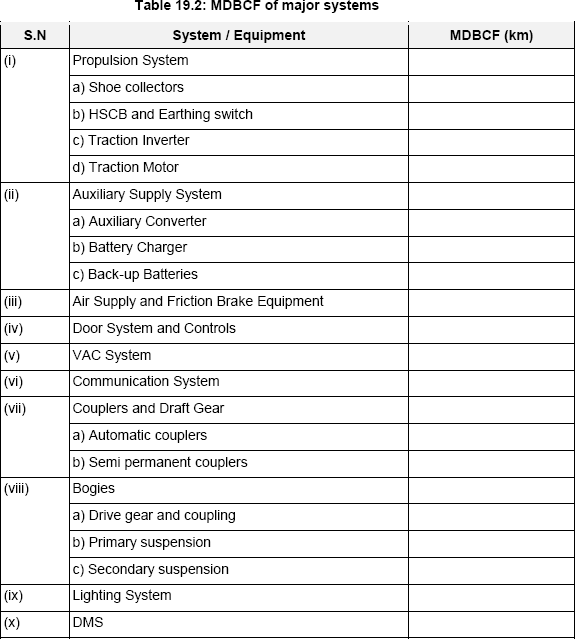 Table 19.2: MDBCF of major systems
S.N System / Equipment MDBCF (km)
(i) Propulsion System
a) Shoe collectors
b) HSCB and Earthing switch
c) Traction Inverter
d) Traction Motor
(ii) Auxiliary Supply System
a) Auxiliary Converter
b) Battery Charger
c) Back-up Batteries
(iii) Air Supply and Friction Brake Equipment
(iv) Door System and Controls
(v) VAC System
(vi) Communication System
(vii) Couplers and Draft Gear
a) Automatic couplers
b) Semi permanent couplers
(viii) Bogies
a) Drive gear and coupling
b) Primary suspension
c) Secondary suspension
(ix) Lighting System
(x) DMS